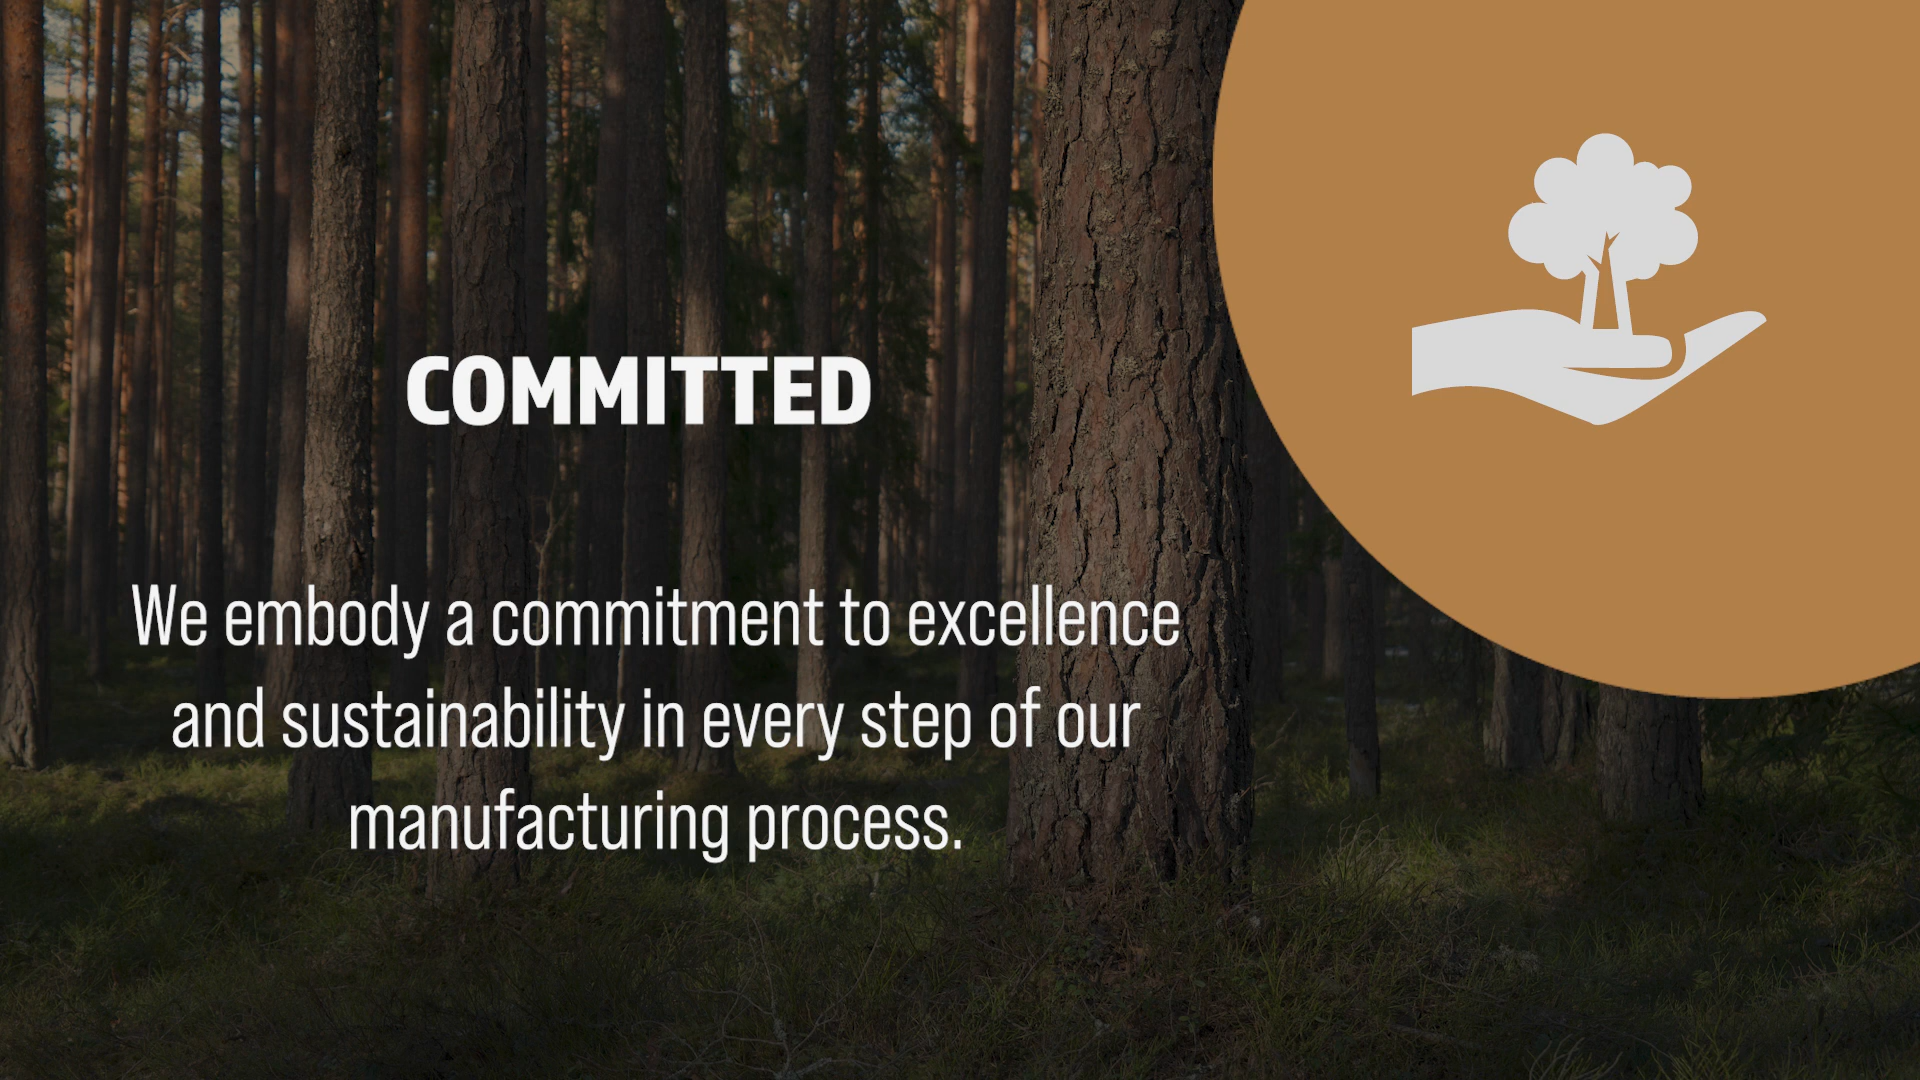 COMMITTED
We embody a commitment to excellence
and sustainability in every step of our
manufacturing process.